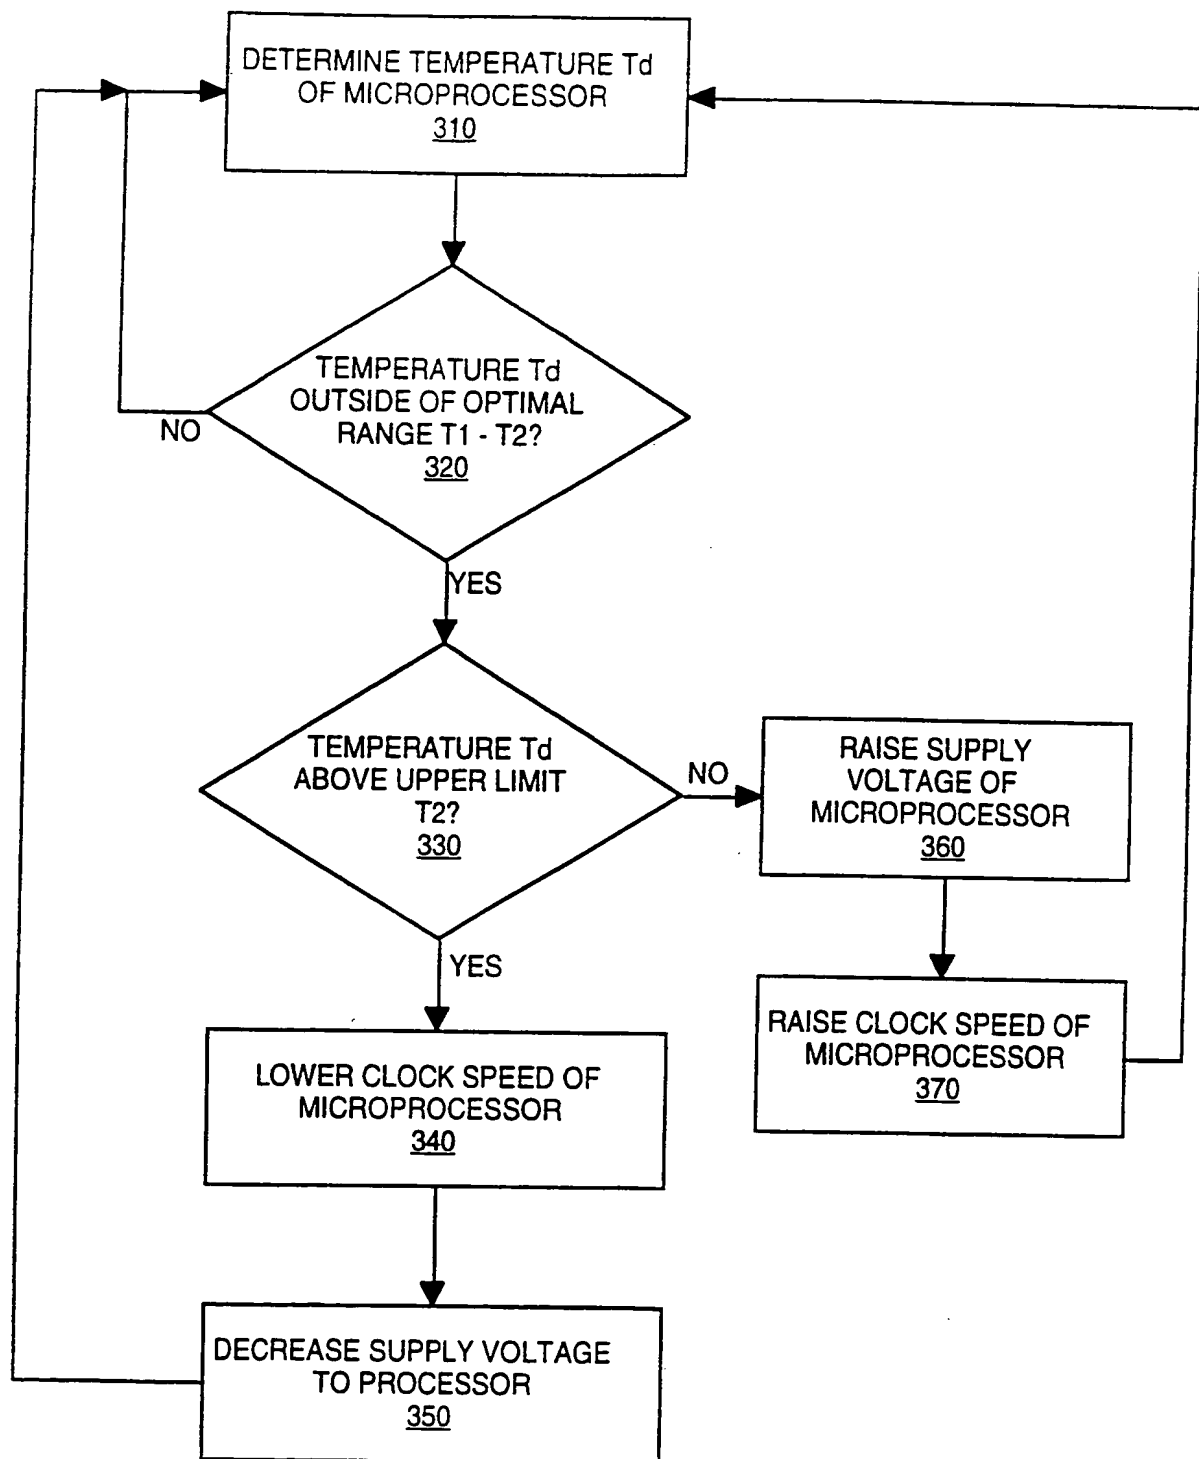 DETERMINE TEMPERATURE Td
OF MICROPROCESSOR
310
TEMPERATURE Td
OUTSIDE OF OPTIMAL
RANGE T1 - T2?
320
NO
YES
TEMPERATURE Td
ABOVE UPPER LIMIT
T2?
330
NO
YES
RAISE SUPPLY
VOLTAGE OF
MICROPROCESSOR
360
RAISE CLOCK SPEED OF
MICROPROCESSOR
370
LOWER CLOCK SPEED OF
MICROPROCESSOR
340
DECREASE SUPPLY VOLTAGE
TO PROCESSOR
350